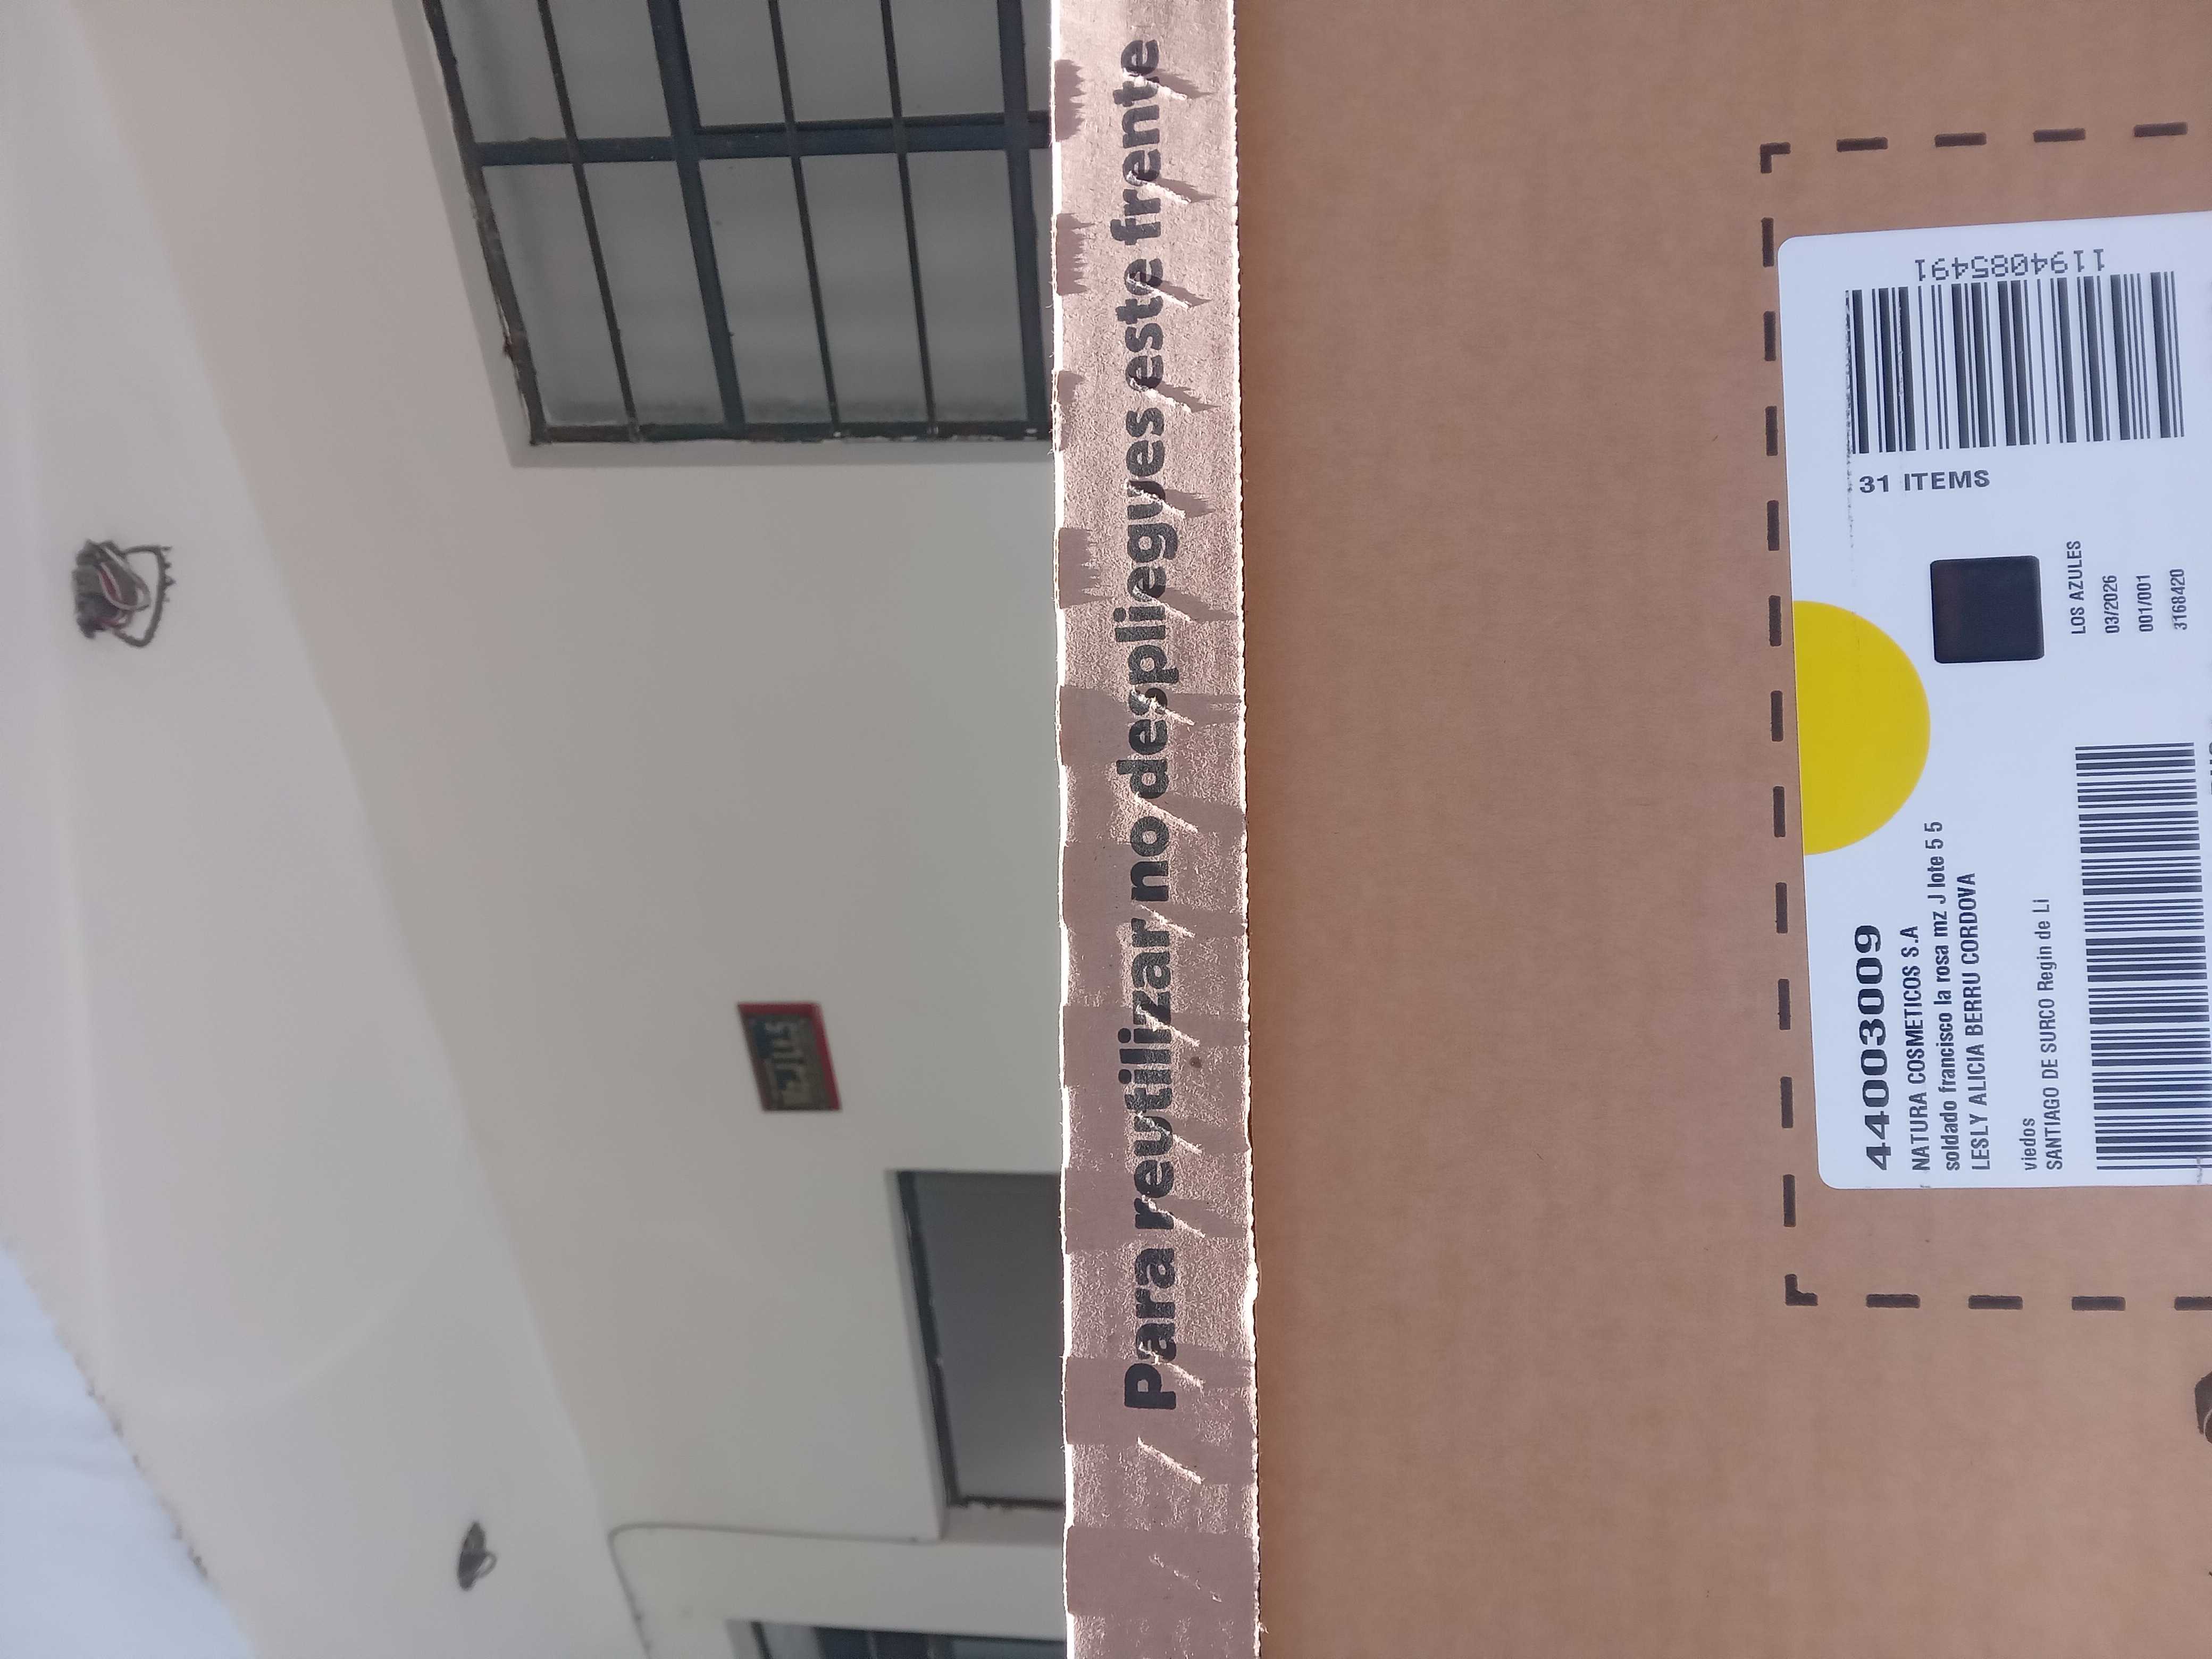 Para reutilizar no despliegues este frente
44003009
NATURA COSMETICOS S.A
soldado francisco la rosa mz J lote 5 5
LESLY ALICIA BERRU CORDOVA
viedos
SANTIAGO DE SURCO Regin de Li
31 ITEMS
1194085491
LOS AZULES
03/2026
001/001
3168420